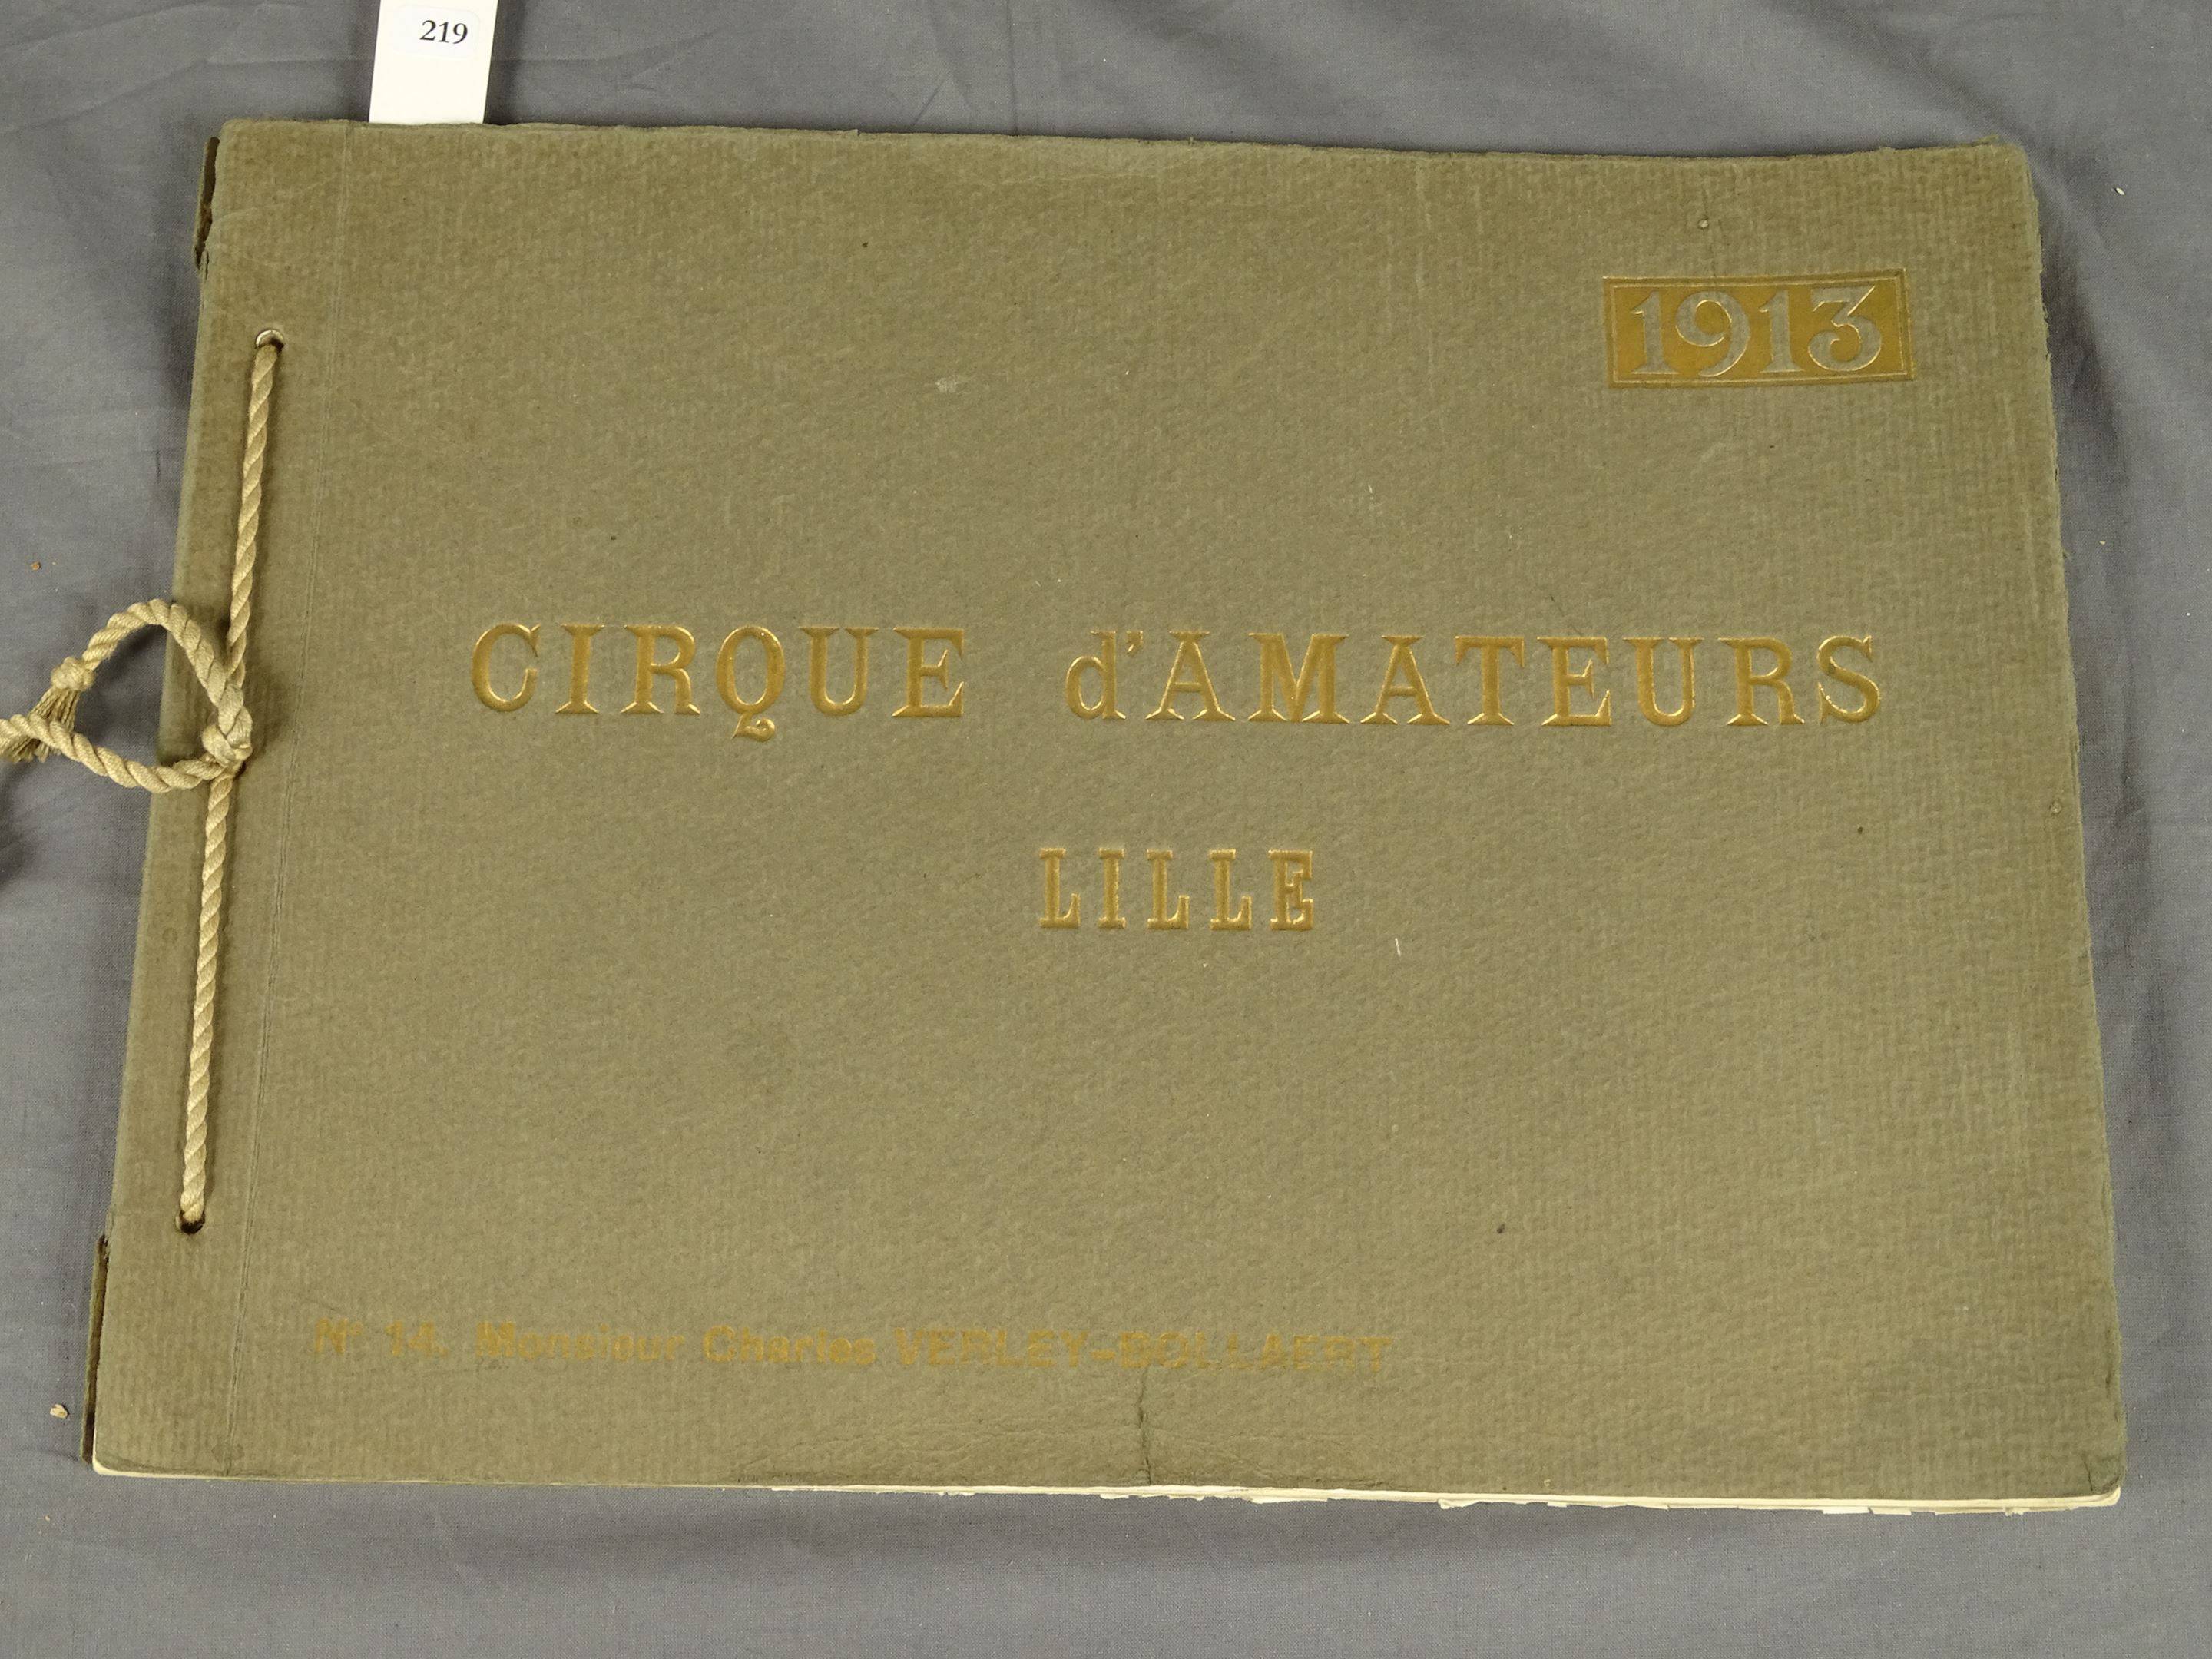 219
1913
CIRQUE d'AMATEURS
LILLE
N° 14. Monsieur Charles VERLEY-BOLLAERT